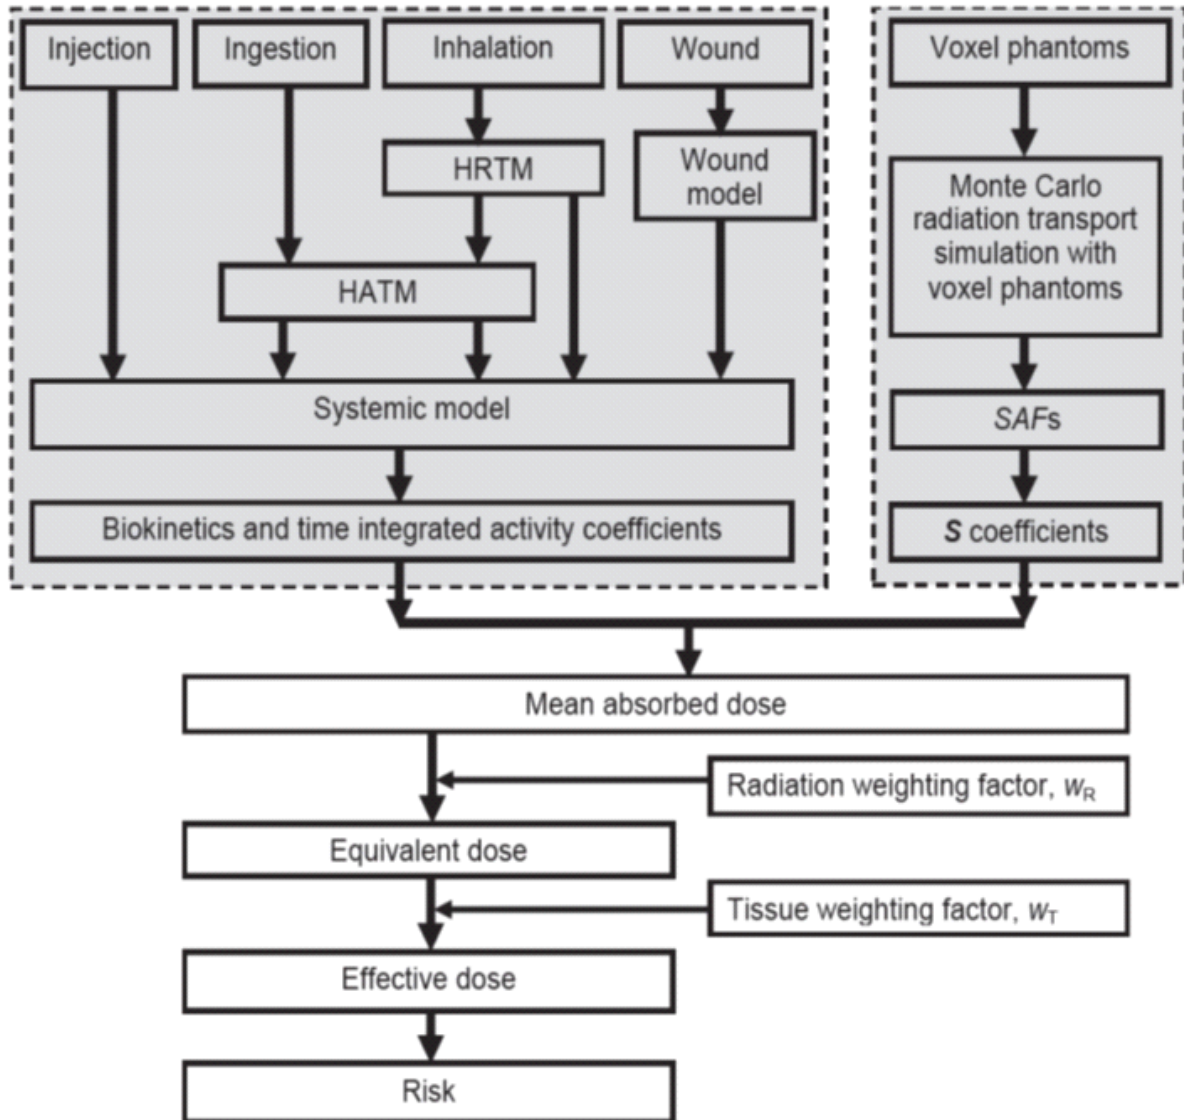 Injection
Ingestion
Inhalation
Wound
Voxel phantoms
HRTM
Wound
model
Monte Carlo
radiation transport
simulation with
voxel phantoms
HATM
Systemic model
SAFs
Biokinetics and time integrated activity coefficients
S coefficients
Mean absorbed dose
Radiation weighting factor, wR
Equivalent dose
Tissue weighting factor, wT
Effective dose
Risk